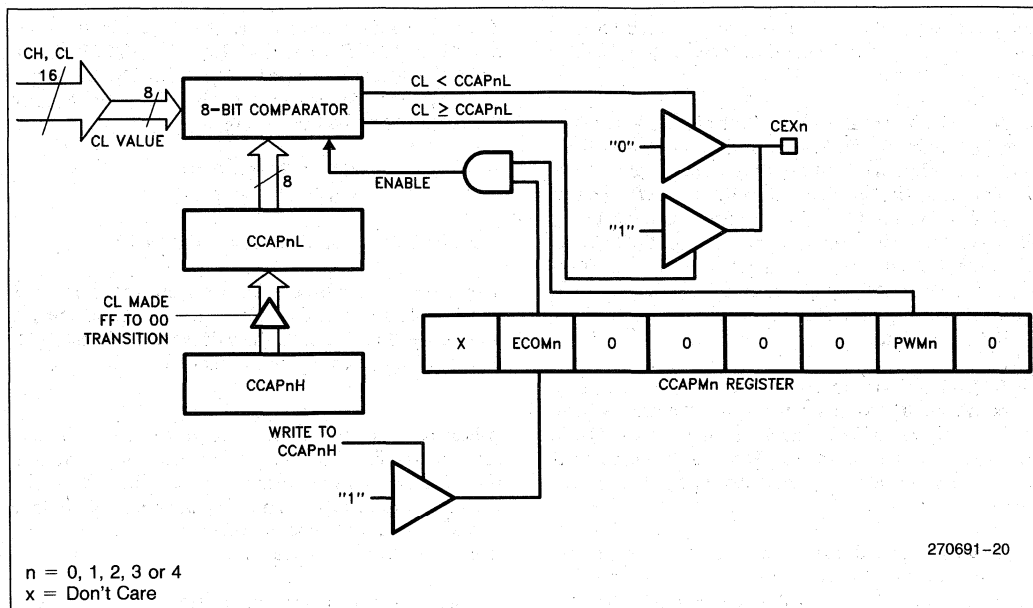 CH, CL
16
8
CL VALUE
8-BIT COMPARATOR
CL < CCAPnL
CL ≥ CCAPnL
"0"
CEXn
8
ENABLE
"1"
CCAPnL
CL MADE
FF TO 00
TRANSITION
CCAPnH
X ECOMn 0 0 0 0 PWMn 0
CCAPMn REGISTER
WRITE TO
CCAPnH
"1"
270691-20
n = 0, 1, 2, 3 or 4
x = Don't Care